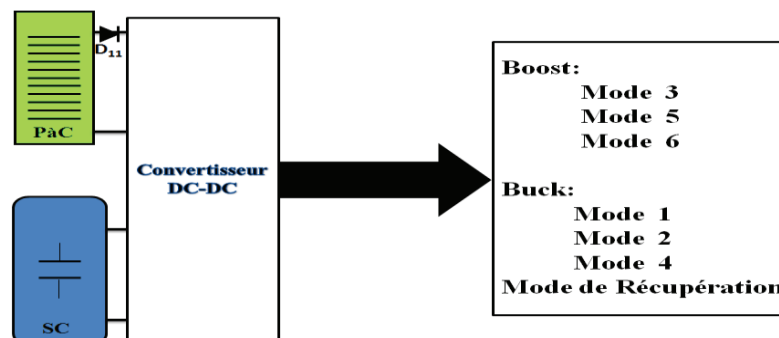 D11
PàC
Convertisseur
DC-DC
SC
Boost:
Mode 3
Mode 5
Mode 6
Buck:
Mode 1
Mode 2
Mode 4
Mode de Récupération